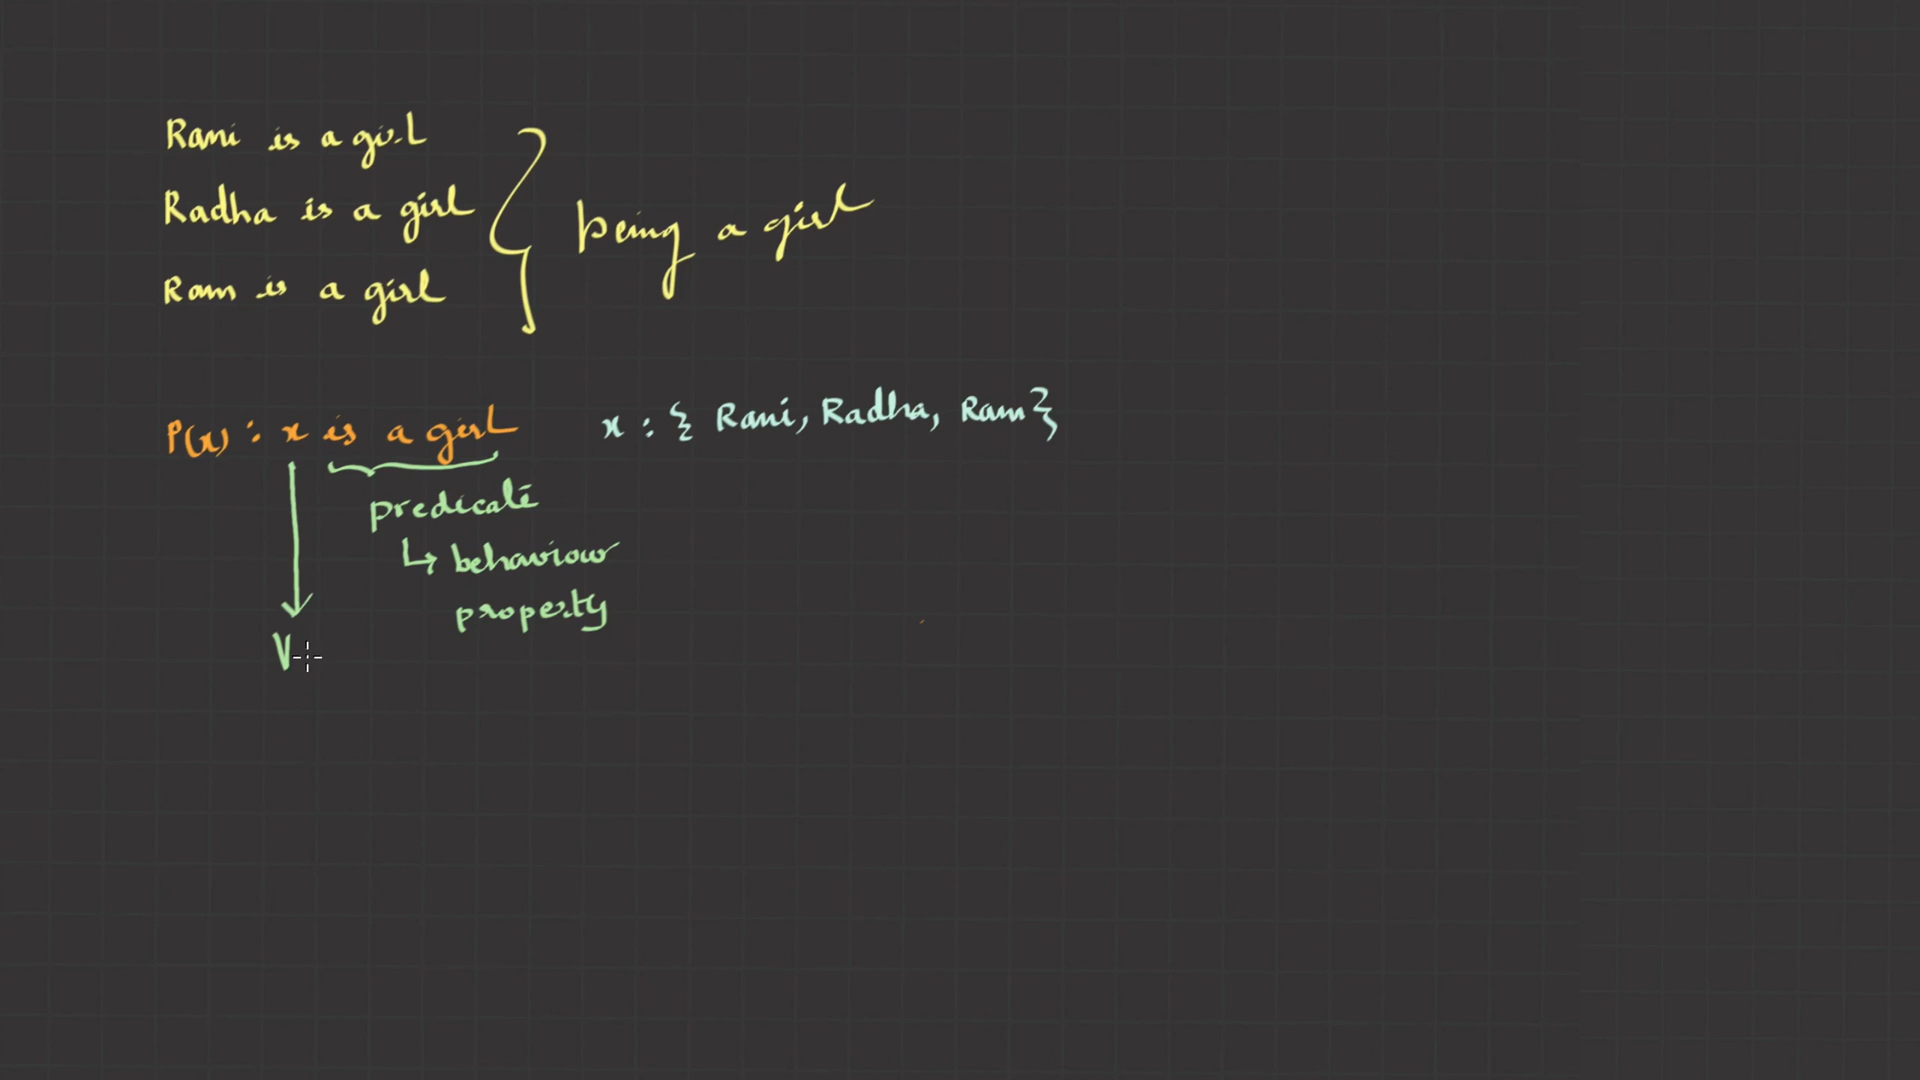 Rani is a girl
Radha is a girl
Ram is a girl
being a girl
P(x) : x is a girl
x : { Rani, Radha, Ram }
predicate
↳ behaviour
property
V